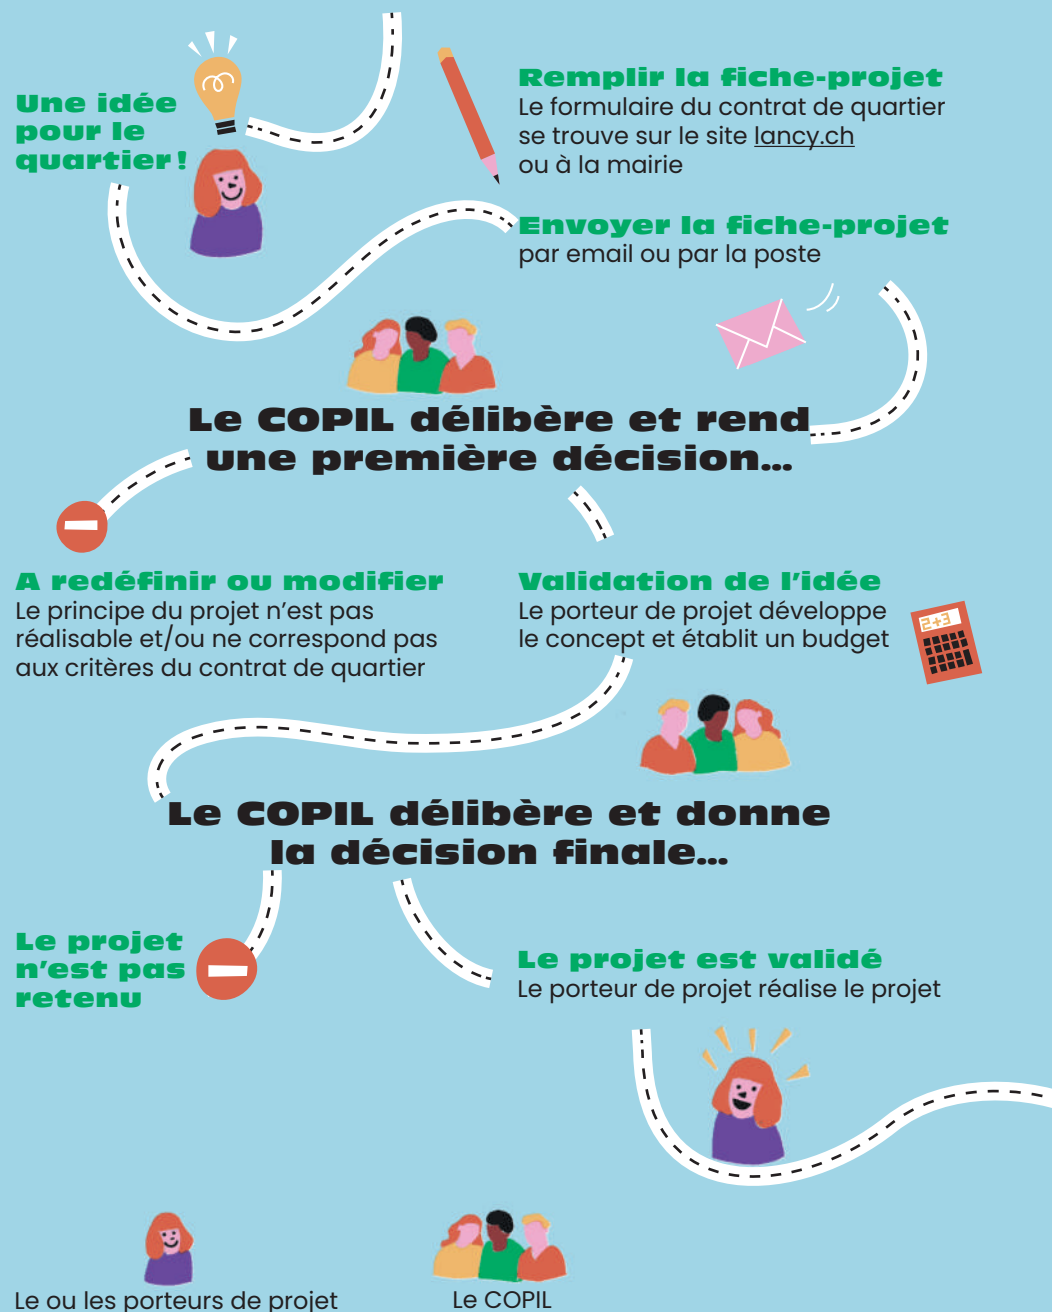 Une idée
pour le
quartier !
Remplir la fiche-projet
Le formulaire du contrat de quartier
se trouve sur le site lancy.ch
ou à la mairie
Envoyer la fiche-projet
par email ou par la poste
Le COPIL délibère et rend
une première décision...
A redéfinir ou modifier
Le principe du projet n'est pas
réalisable et/ou ne correspond pas
aux critères du contrat de quartier
Validation de l'idée
Le porteur de projet développe
le concept et établit un budget
2+3
Le COPIL délibère et donne
la décision finale...
Le projet
n'est pas
retenu
Le projet est validé
Le porteur de projet réalise le projet
Le ou les porteurs de projet
Le COPIL